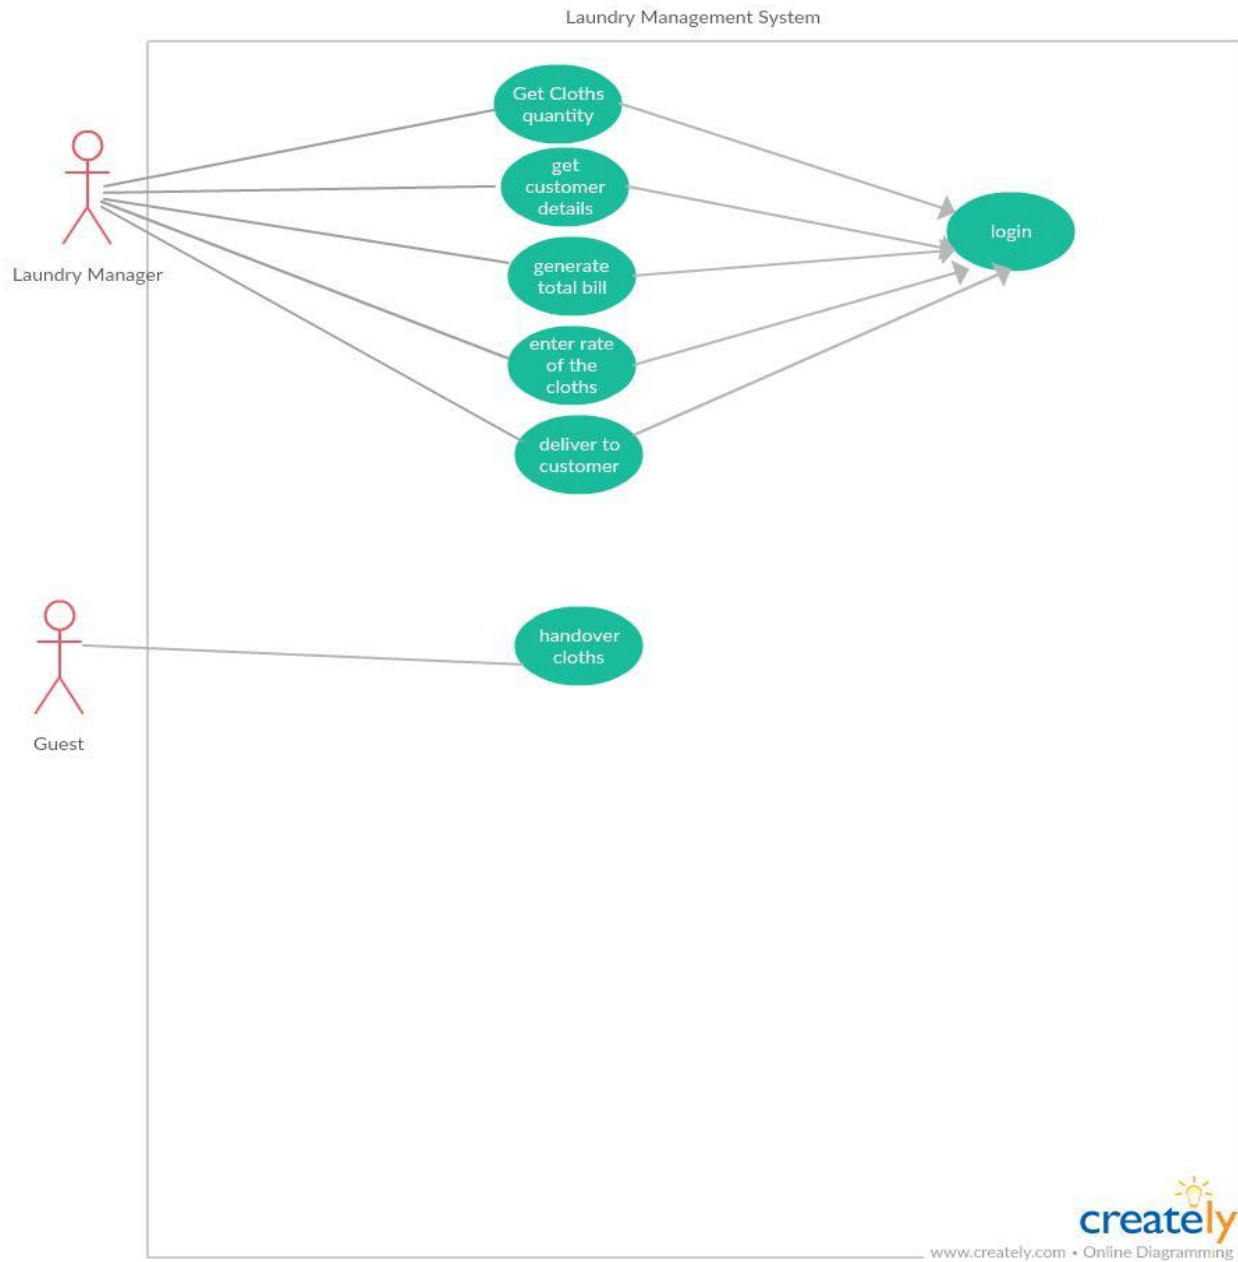 Laundry Management System
Get Cloths
quantity
get
customer
details
login
Laundry Manager
generate
total bill
enter rate
of the
cloths
deliver to
customer
handover
cloths
Guest
creately
www.creately.com • Online Diagramming